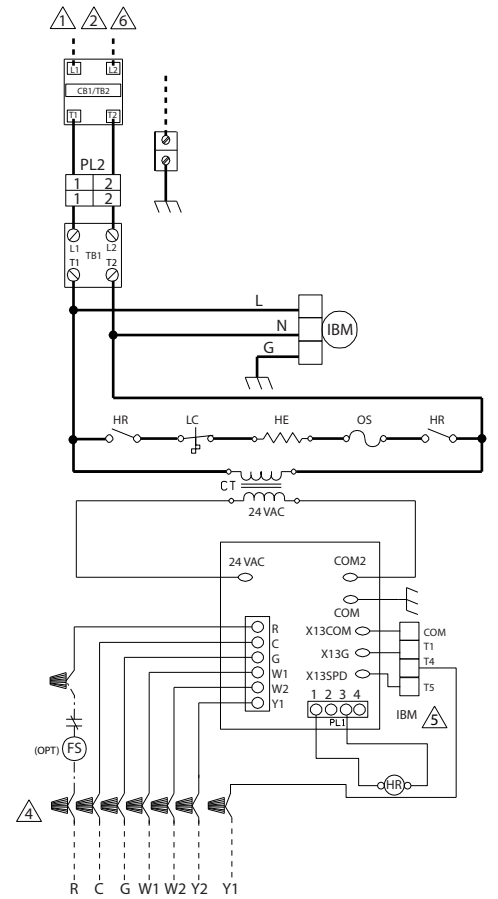 1 2 6
L1 L2
CB1/TB2
T1 T2
PL2
1 2
1 2
L1 L2
TB1
T1 T2
L
N IBM
G
HR LC HE OS HR
CT
24 VAC
24 VAC COM2
COM
R X13COM COM
C T1
G X13G T4
W1 X13SPD
W2 T5
Y1 1 2 3 4 IBM 5
PL1
(OPT) FS
HR
4
R C G W1 W2 Y2 Y1